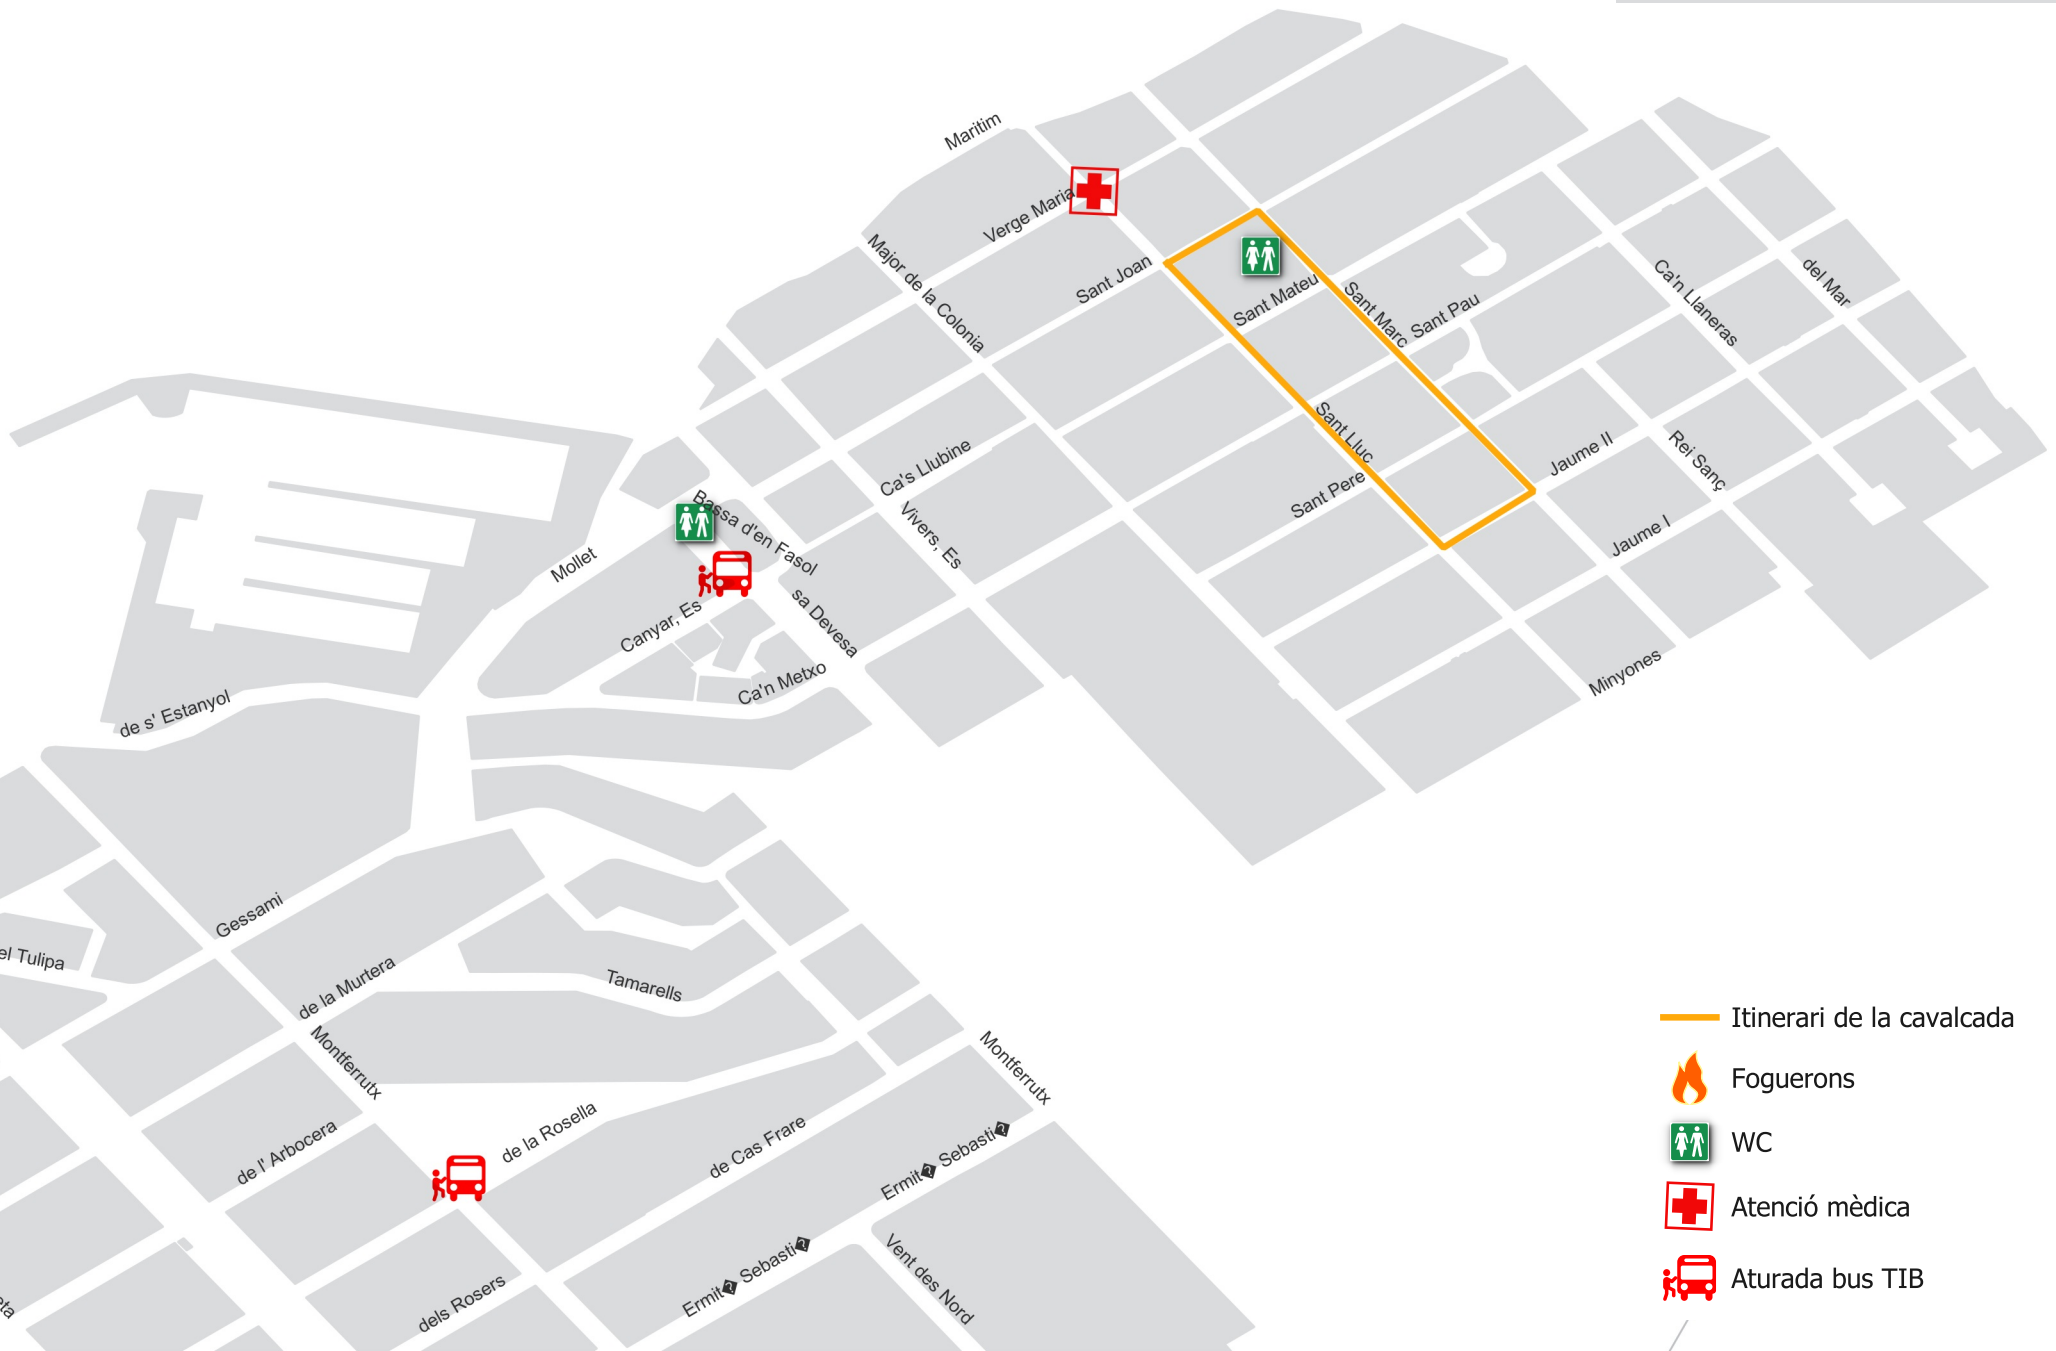 Maritim
Verge Maria
Major de la Colonia
Sant Joan
Sant Mateu
Sant Marc
Sant Pau
Ca'n Llaneras
del Mar
Sant Lluc
Sant Pere
Jaume II
Rei Sanç
Jaume I
Minyones
Ca's Llubine
Vivers, Es
Bassa d'en Fasol
Mollet
sa Devesa
Canyar, Es
Ca'n Metxo
de s' Estanyol
Gessami
el Tulipa
de la Murtera
Tamarells
Montferrutx
Montferrutx
de l' Arbocera
de la Rosella
de Cas Frare
Ermit� Sebasti�
Ermit� Sebasti�
Vent des Nord
dels Rosers
Itinerari de la cavalcada
Foguerons
WC
Atenció mèdica
Aturada bus TIB